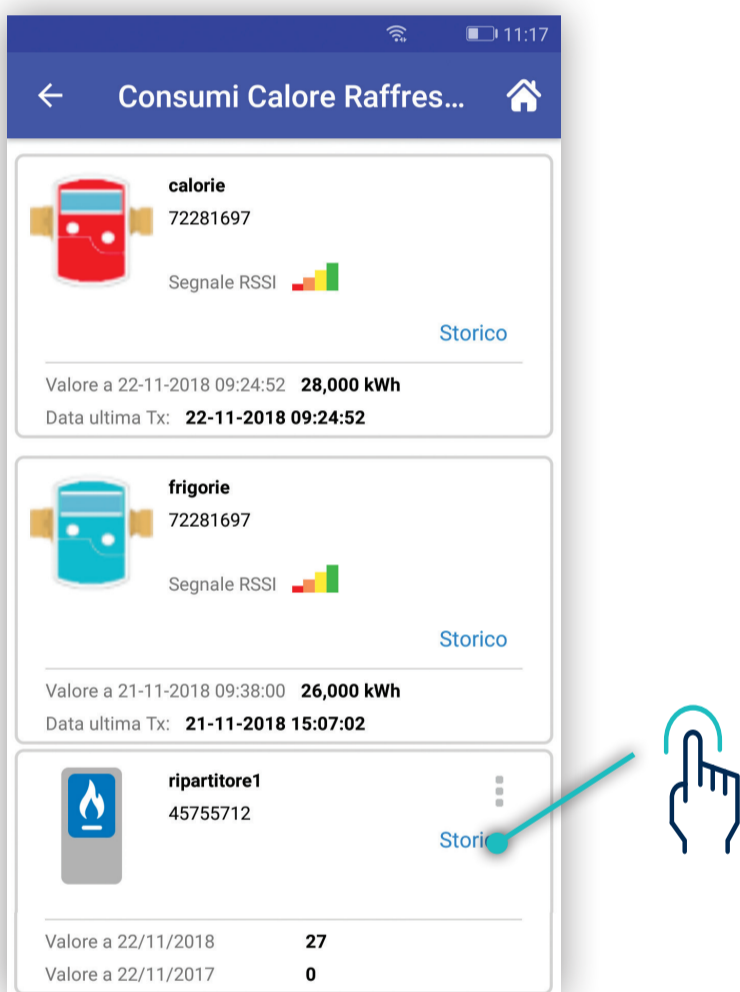 11:17
Consumi Calore Raffres...
calorie
72281697
Segnale RSSI
Storico
Valore a 22-11-2018 09:24:52 28,000 kWh
Data ultima Tx: 22-11-2018 09:24:52
frigorie
72281697
Segnale RSSI
Storico
Valore a 21-11-2018 09:38:00 26,000 kWh
Data ultima Tx: 21-11-2018 15:07:02
ripartitore1
45755712
Storico
Valore a 22/11/2018 27
Valore a 22/11/2017 0